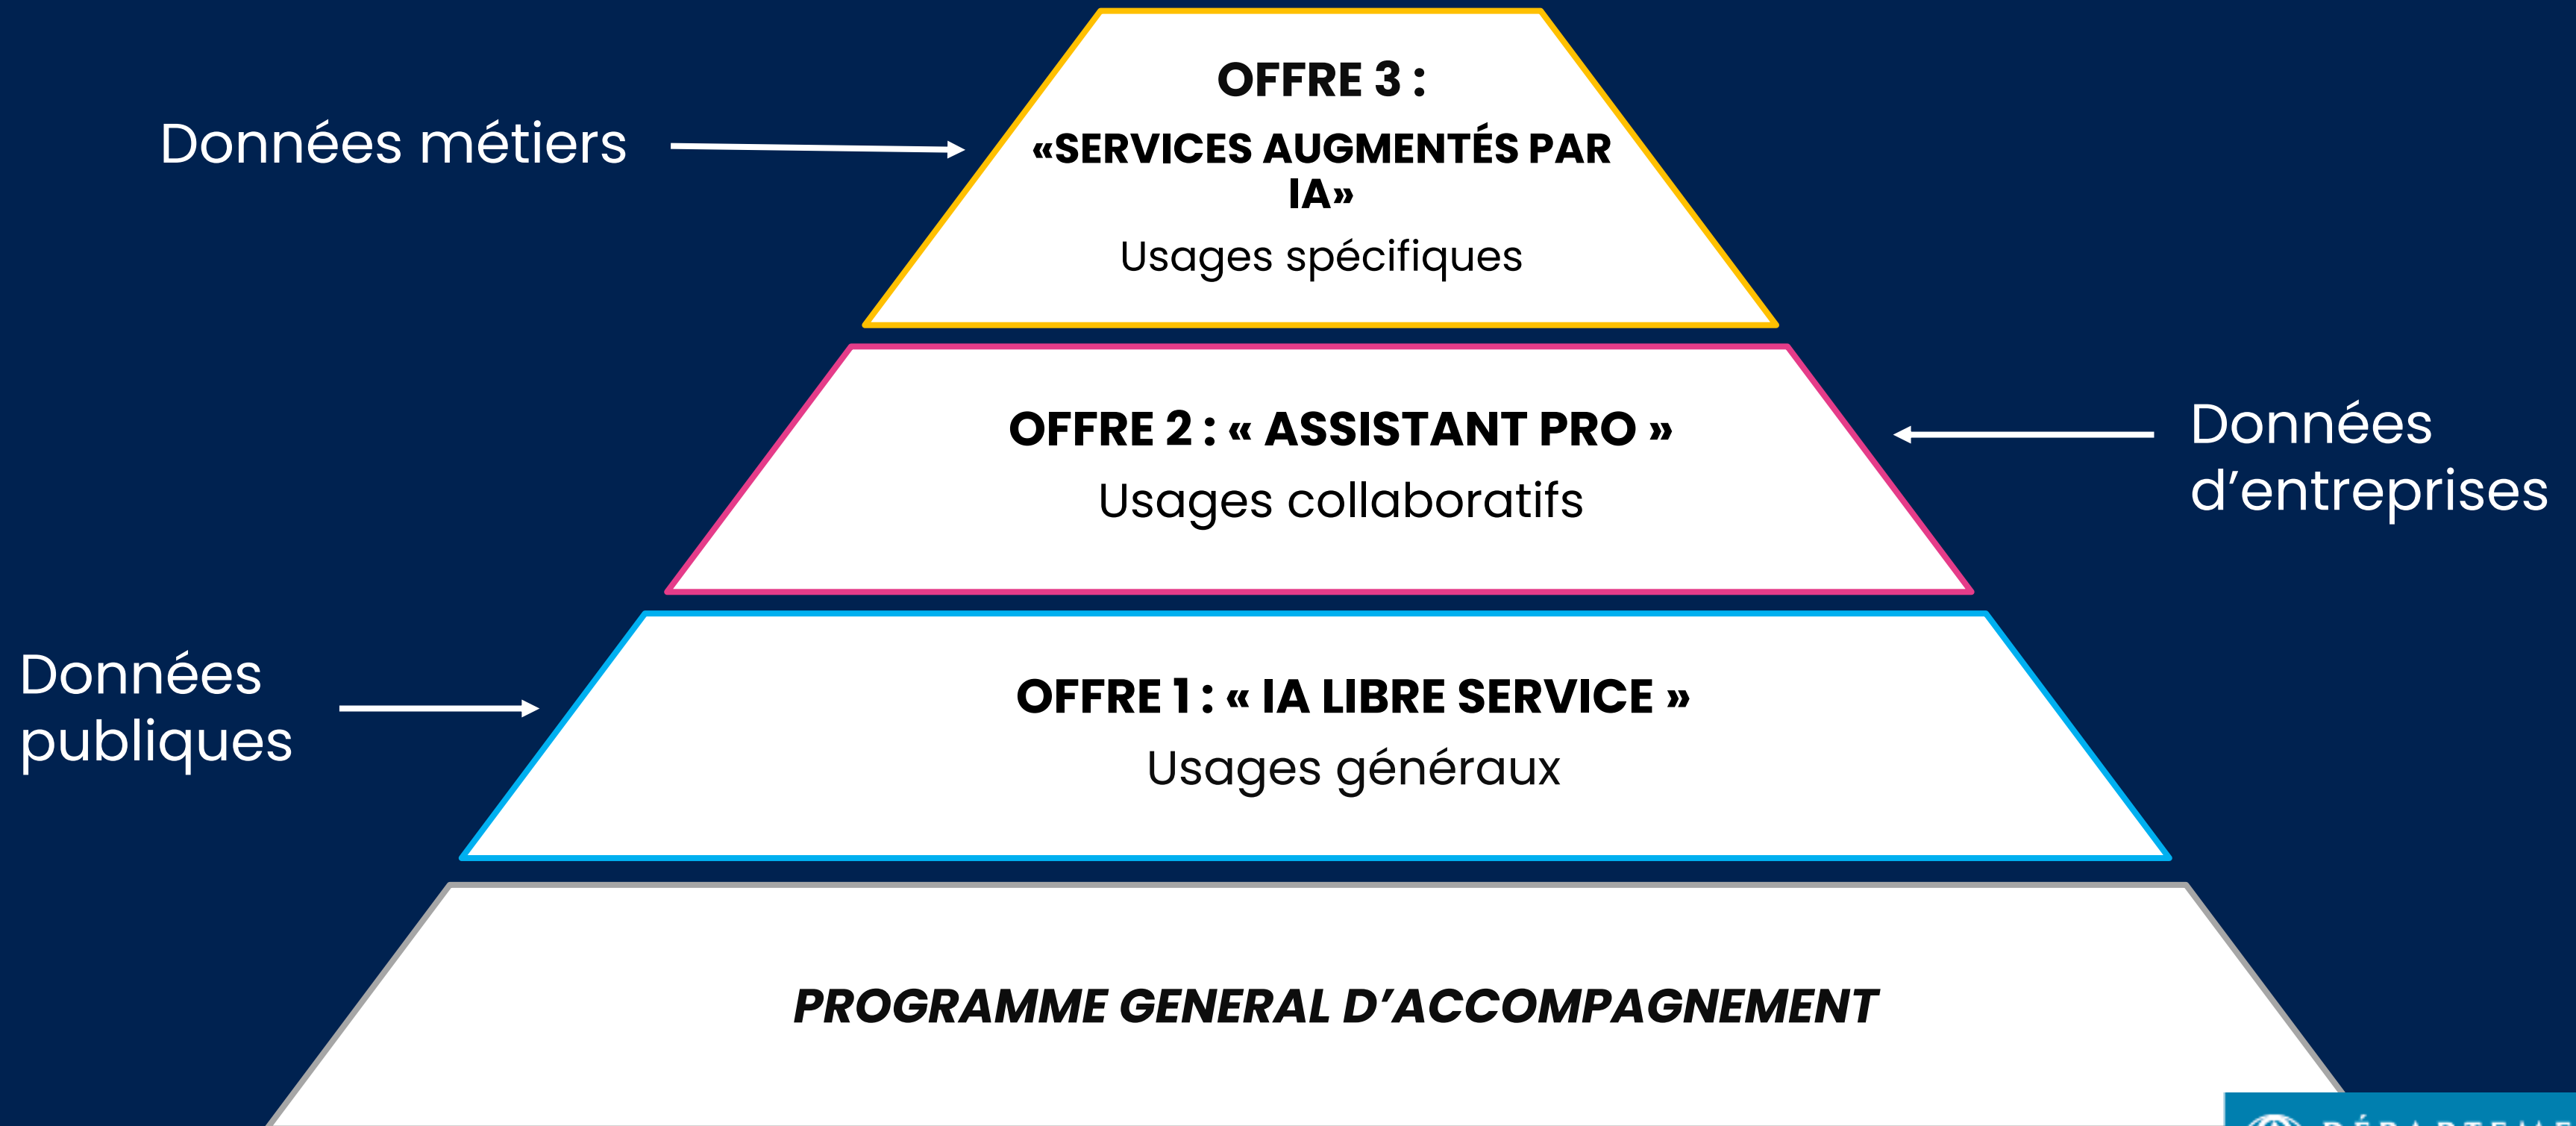 OFFRE 3 :
«SERVICES AUGMENTÉS PAR
IA»
Usages spécifiques
Données métiers
OFFRE 2 : « ASSISTANT PRO »
Usages collaboratifs
Données
d’entreprises
OFFRE 1 : « IA LIBRE SERVICE »
Usages généraux
Données
publiques
PROGRAMME GENERAL D’ACCOMPAGNEMENT